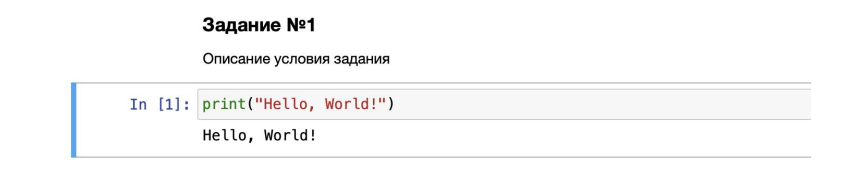 Задание №1
Описание условия задания
In [1]: print("Hello, World!")
Hello, World!